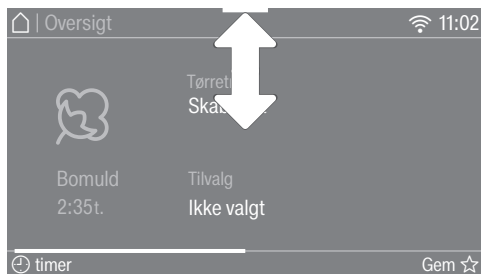 Oversigt 11:02
Bomuld
2:35t.
Tilvalg
Ikke valgt
timer Gem